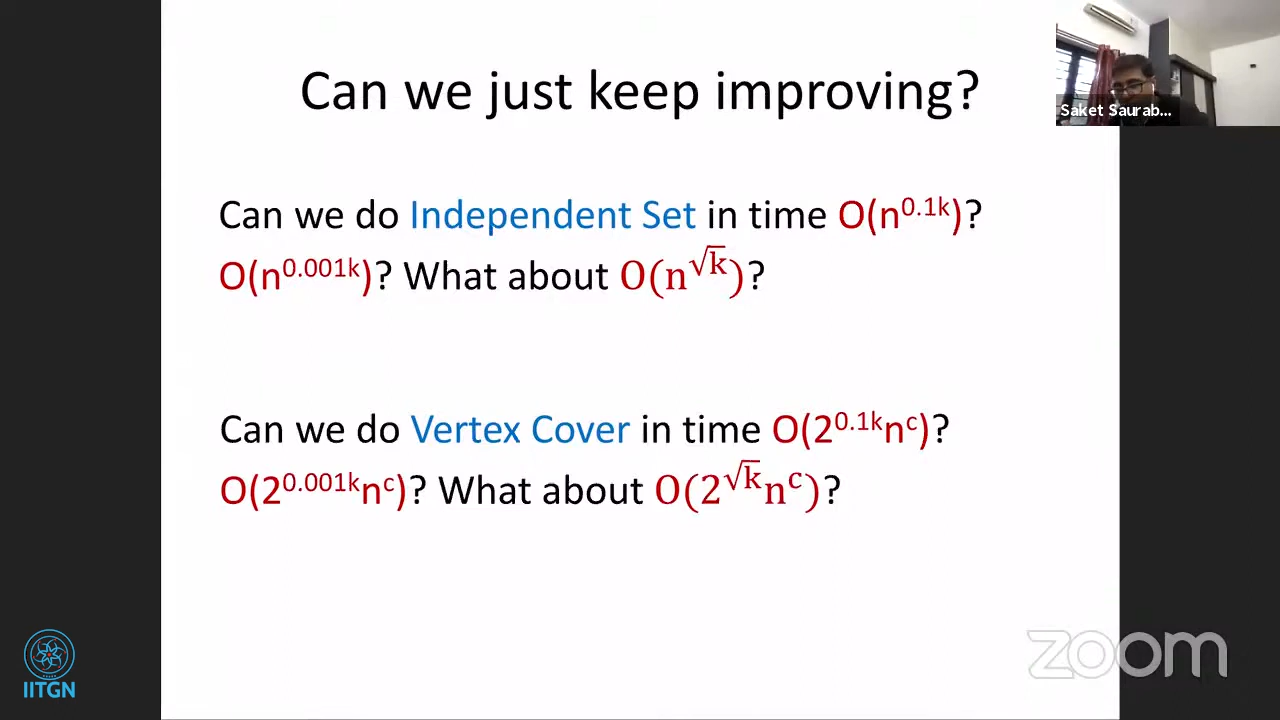 Can we just keep improving?
Saket Saurab...
Can we do Independent Set in time O(n^0.1k)?
O(n^0.001k)? What about O(n^√k)?
Can we do Vertex Cover in time O(2^0.1k n^c)?
O(2^0.001k n^c)? What about O(2^√k n^c)?
IITGN
zoom